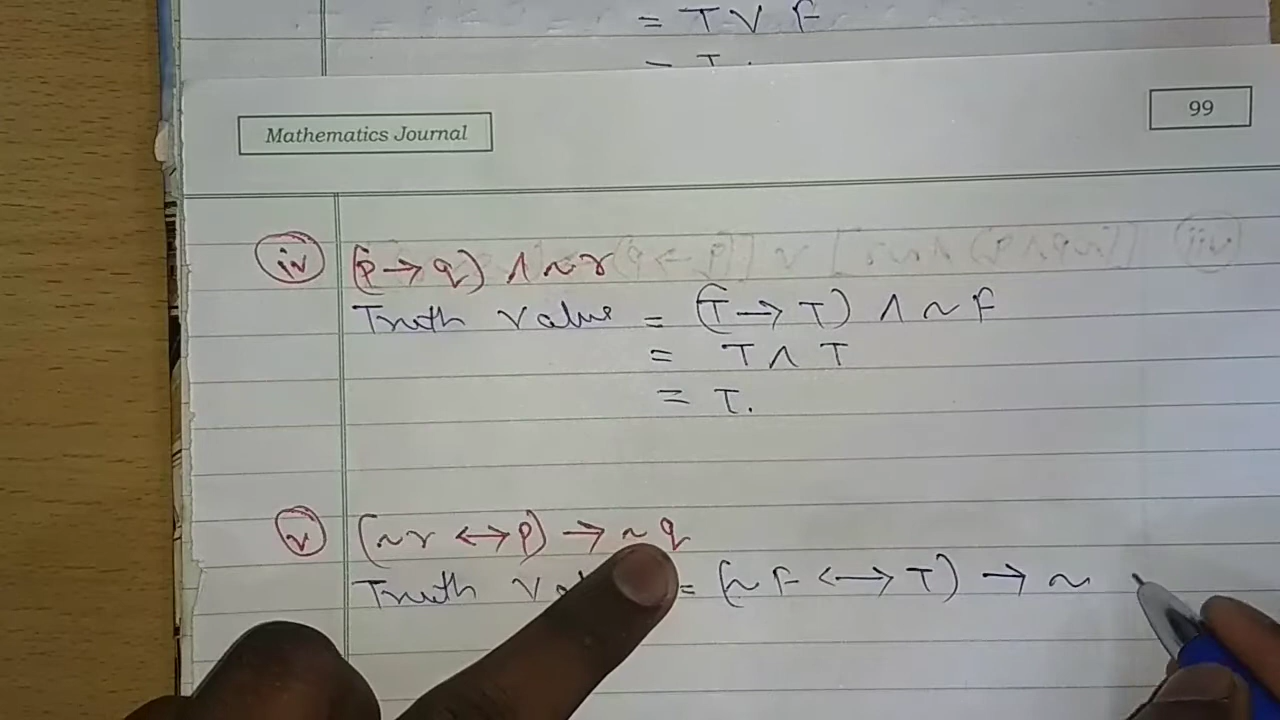 = T ∨ F
= T.
Mathematics Journal
99
(iv) (p → q) ∧ ~r
Truth Value = (T → T) ∧ ~F
= T ∧ T
= T.
(v) (~r ↔ p) → ~q
Truth = (~F ↔ T) → ~